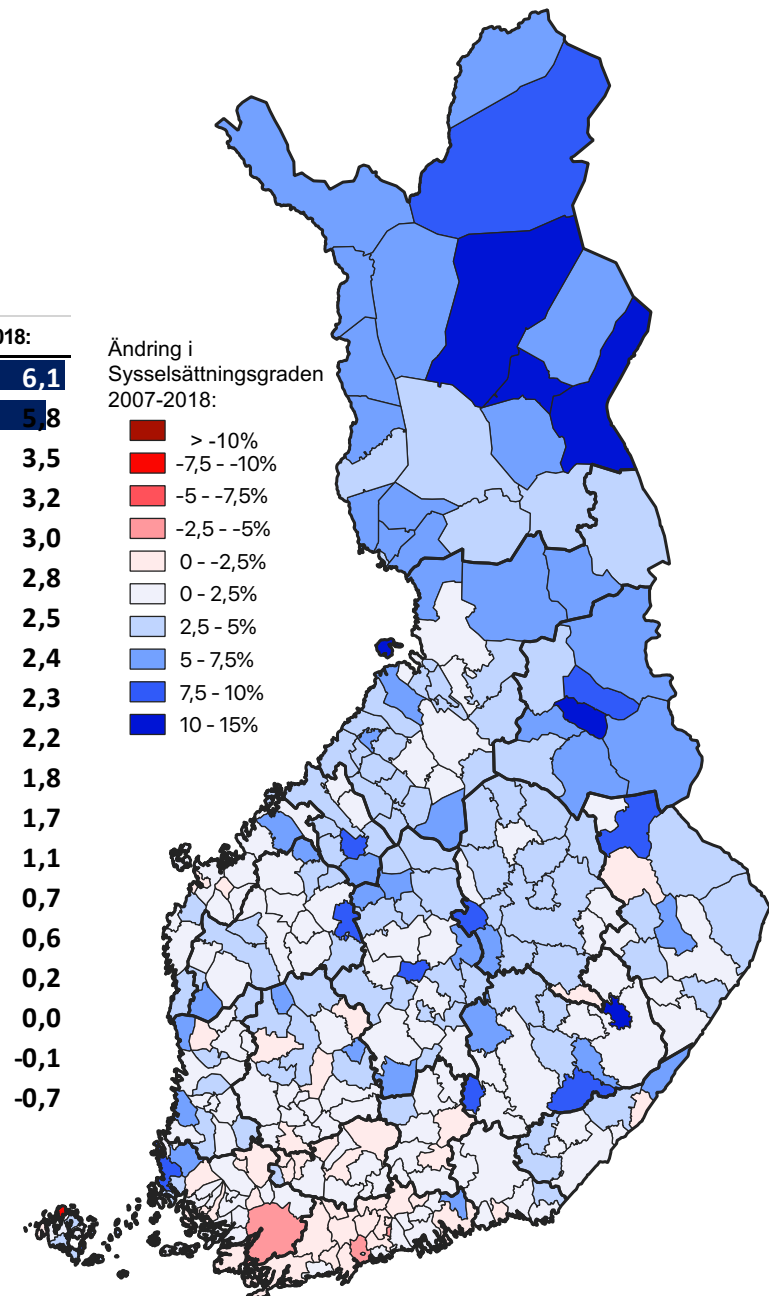 018:
6,1
5,8
3,5
3,2
3,0
2,8
2,5
2,4
2,3
2,2
1,8
1,7
1,1
0,7
0,6
0,2
0,0
-0,1
-0,7
Ändring i
Sysselsättningsgraden
2007-2018:
> -10%
-7,5 - -10%
-5 - -7,5%
-2,5 - -5%
0 - -2,5%
0 - 2,5%
2,5 - 5%
5 - 7,5%
7,5 - 10%
10 - 15%